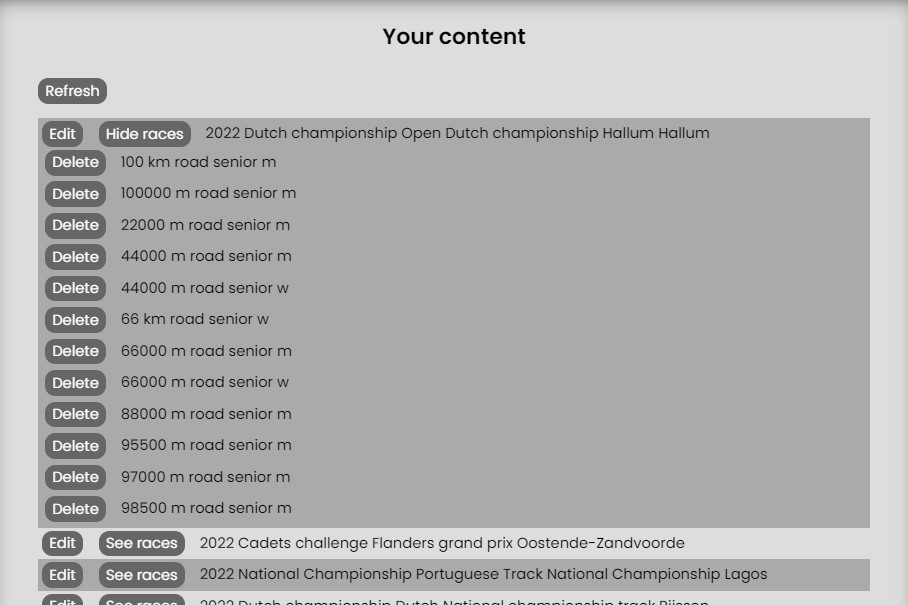 Your content
Refresh
Edit Hide races 2022 Dutch championship Open Dutch championship Hallum Hallum
Delete 100 km road senior m
Delete 100000 m road senior m
Delete 22000 m road senior m
Delete 44000 m road senior m
Delete 44000 m road senior w
Delete 66 km road senior w
Delete 66000 m road senior m
Delete 66000 m road senior w
Delete 88000 m road senior m
Delete 95500 m road senior m
Delete 97000 m road senior m
Delete 98500 m road senior m
Edit See races 2022 Cadets challenge Flanders grand prix Oostende-Zandvoorde
Edit See races 2022 National Championship Portuguese Track National Championship Lagos
Edit See races 2022 Dutch championship Dutch National championship track